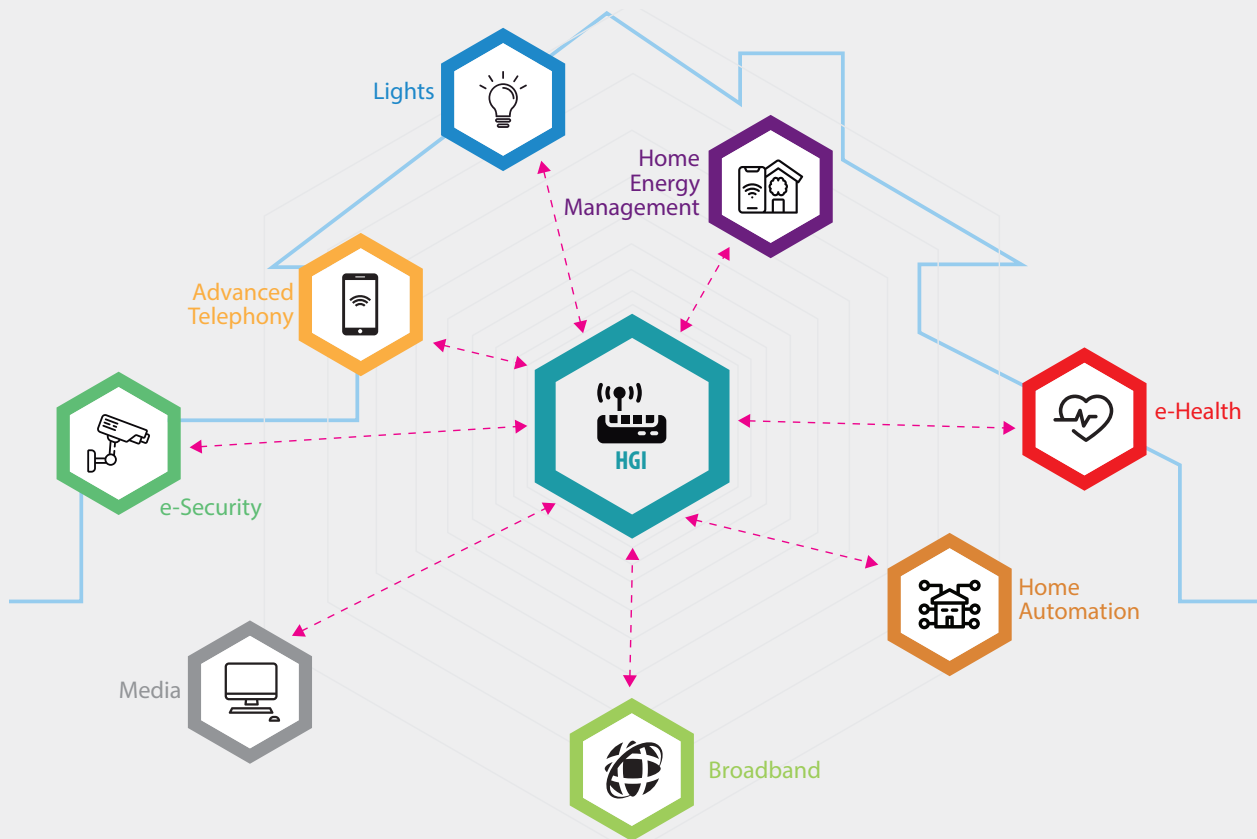 Lights
Home
Energy
Management
Advanced
Telephony
HGI
e-Health
e-Security
Home
Automation
Media
Broadband